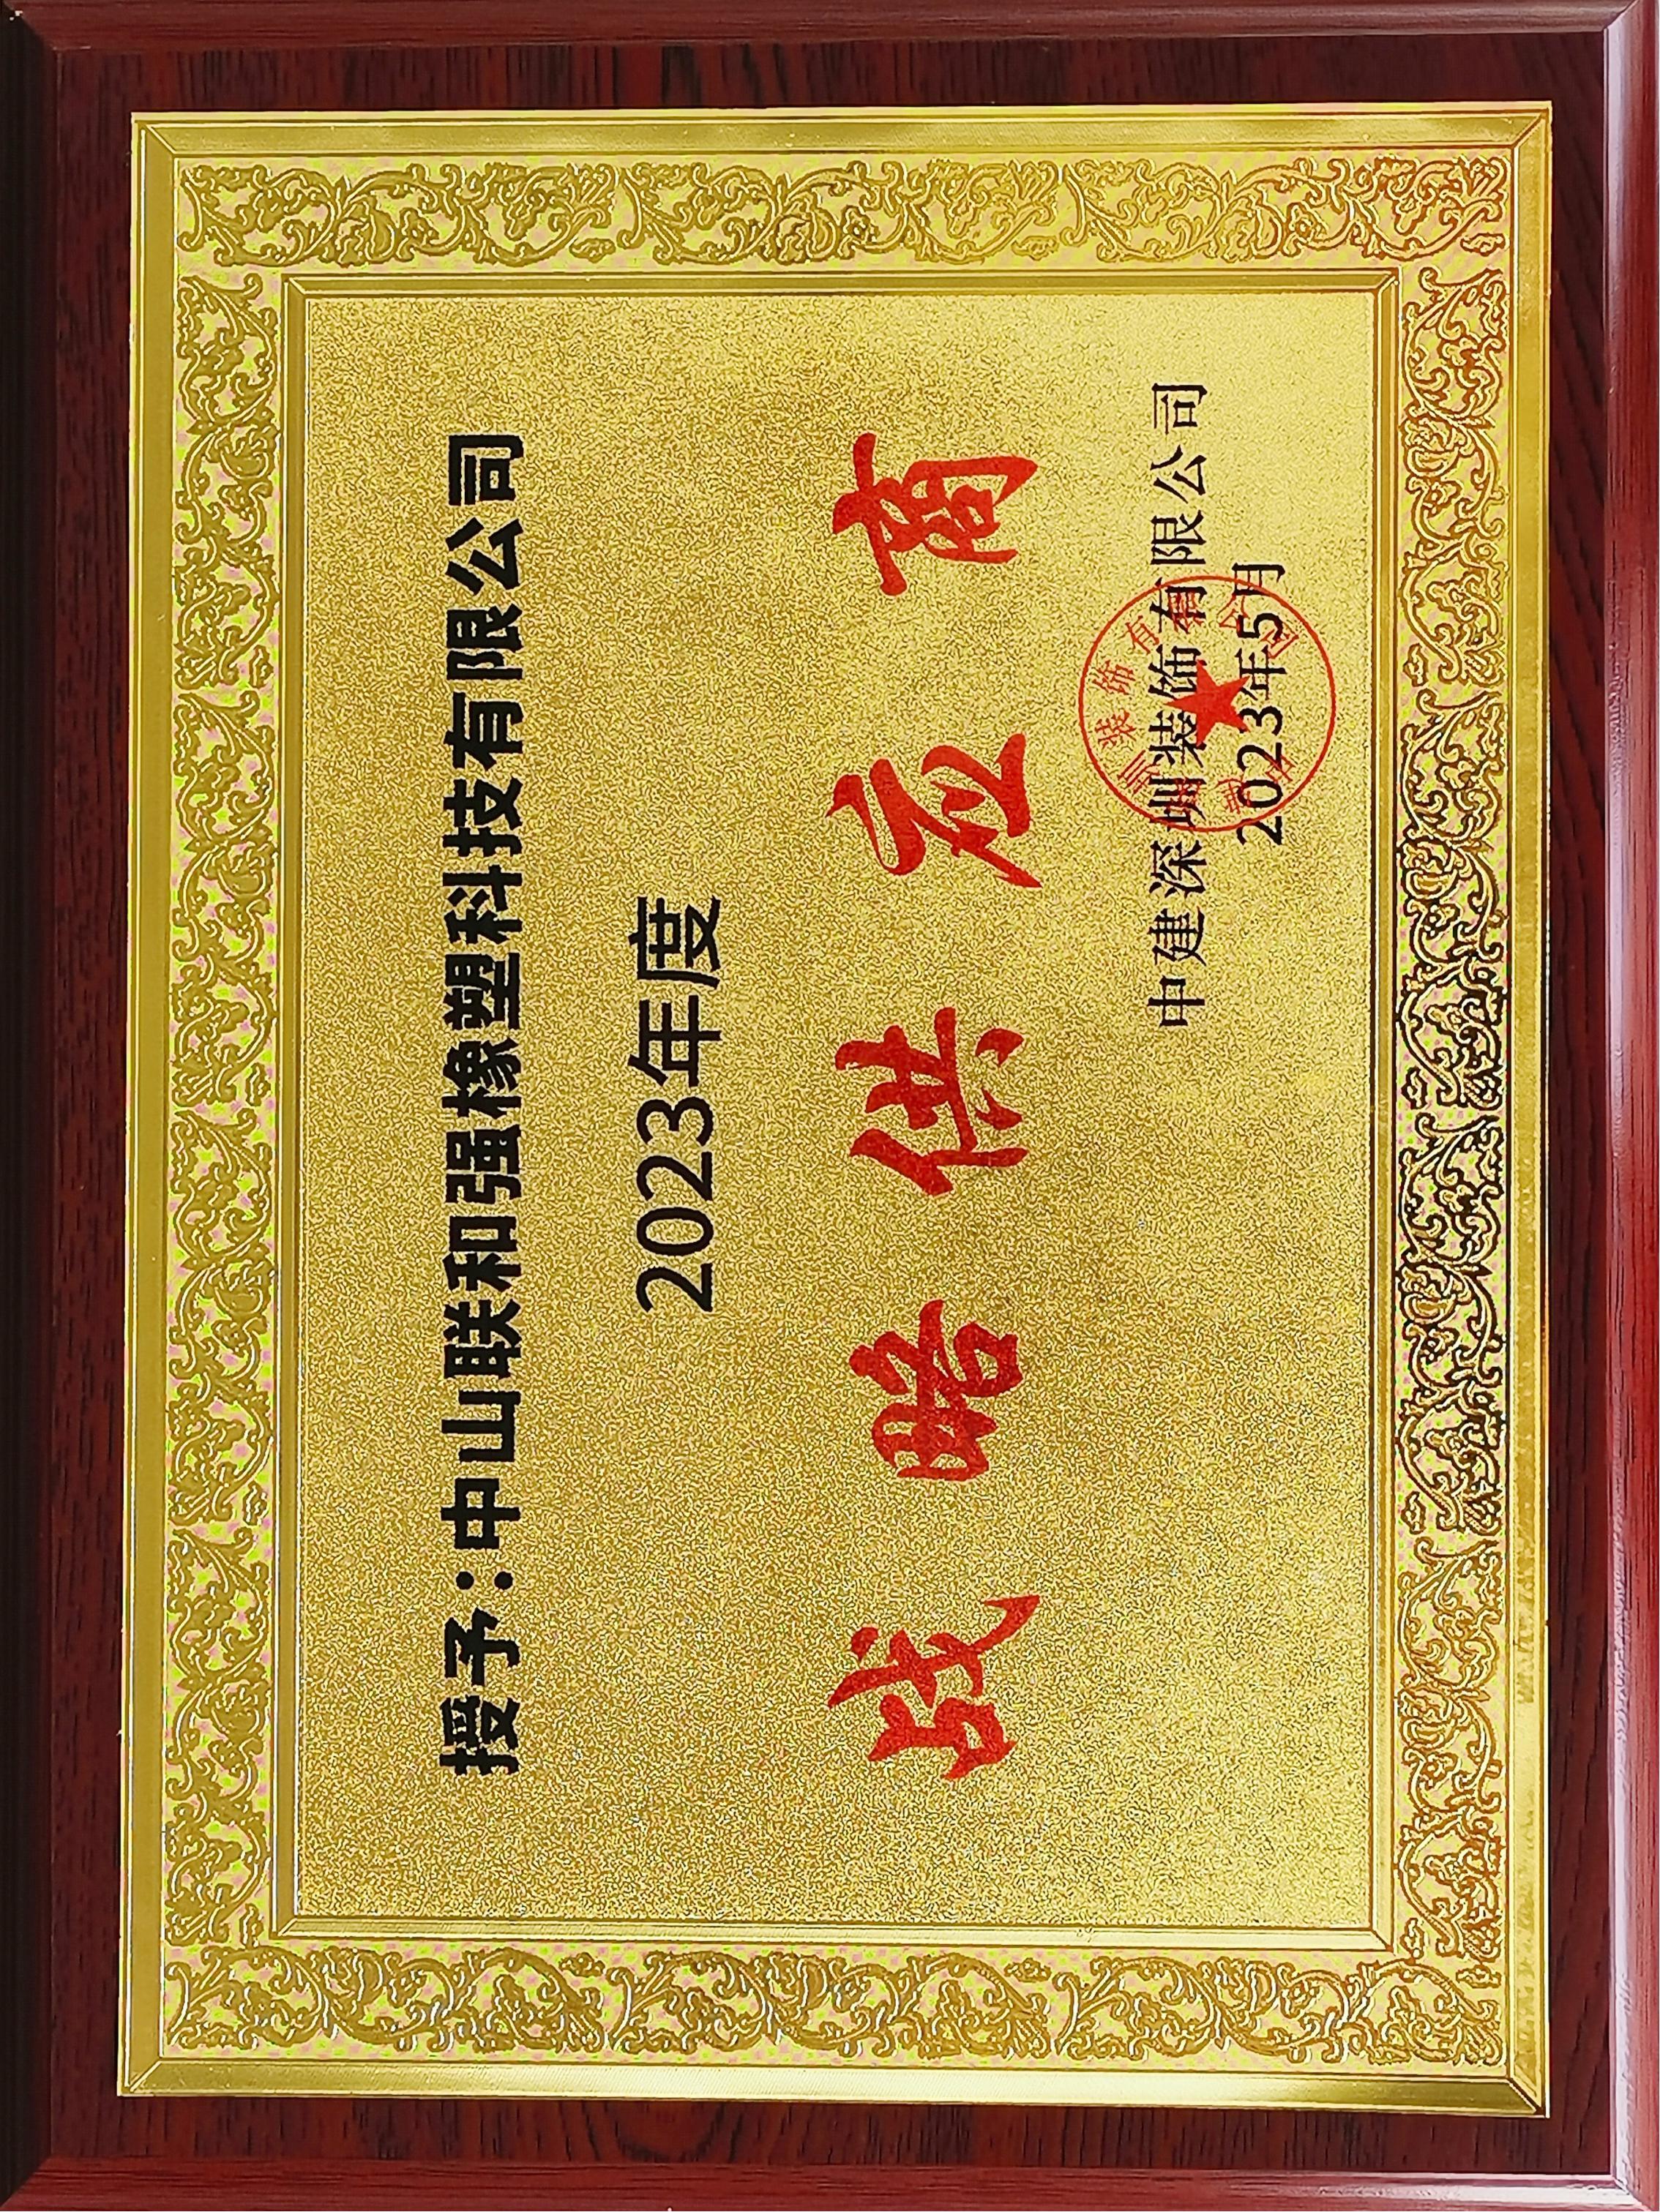 授予：中山联和强橡塑科技有限公司
2023年度
战略供应商
中建深圳装饰有限公司
2023年5月